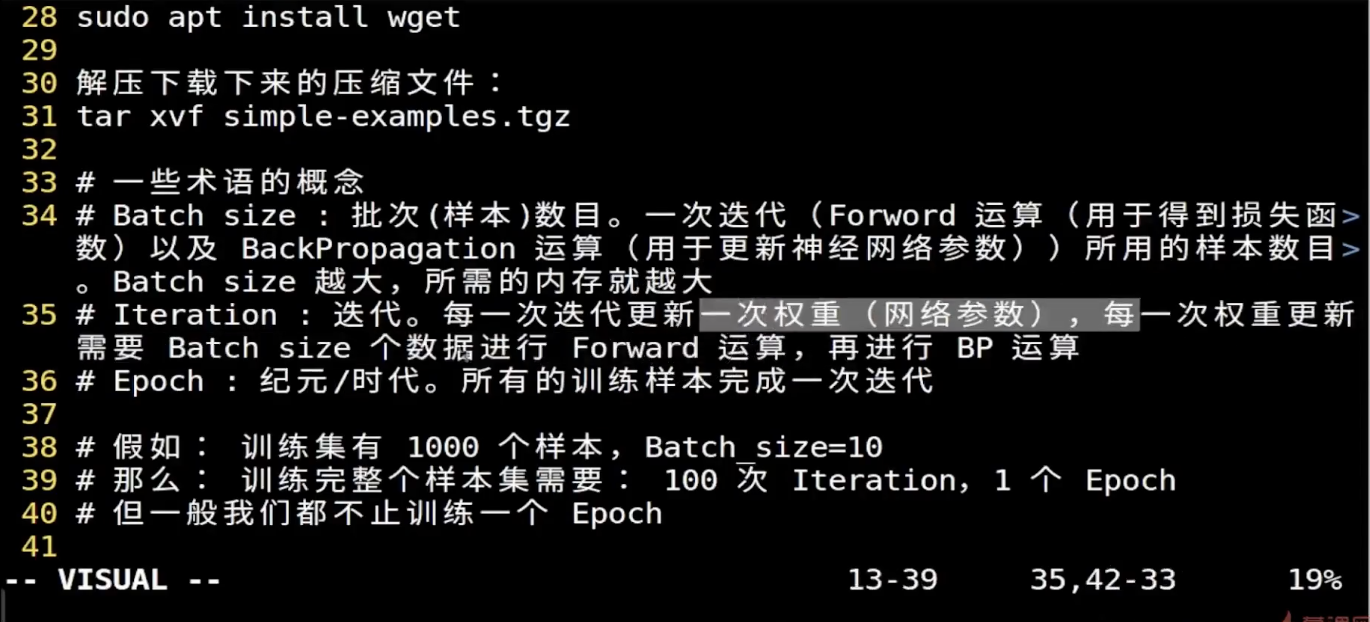 28 sudo apt install wget
29
30 解压下载下来的压缩文件：
31 tar xvf simple-examples.tgz
32
33 # 一些术语的概念
34 # Batch size : 批次(样本)数目。一次迭代（Forword 运算（用于得到损失函>
数）以及 BackPropagation 运算（用于更新神经网络参数））所用的样本数目>
。Batch size 越大，所需的内存就越大
35 # Iteration : 迭代。每一次迭代更新一次权重（网络参数），每一次权重更新
需要 Batch size 个数据进行 Forward 运算，再进行 BP 运算
36 # Epoch : 纪元/时代。所有的训练样本完成一次迭代
37
38 # 假如： 训练集有 1000 个样本，Batch_size=10
39 # 那么： 训练完整个样本集需要： 100 次 Iteration，1 个 Epoch
40 # 但一般我们都不止训练一个 Epoch
41
-- VISUAL -- 13-39 35,42-33 19%